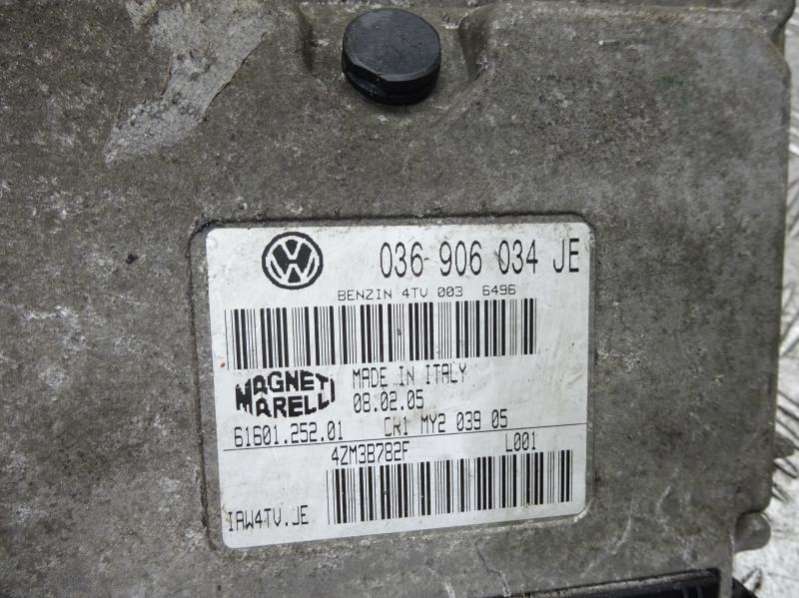 036 906 034 JE
BENZIN 4TV 003 6496
MAGNETI MARELLI
MADE IN ITALY
08.02.05
61601.252.01 CR1 MY2 039 05
4ZM3B782F L001
IAW4TV.JE